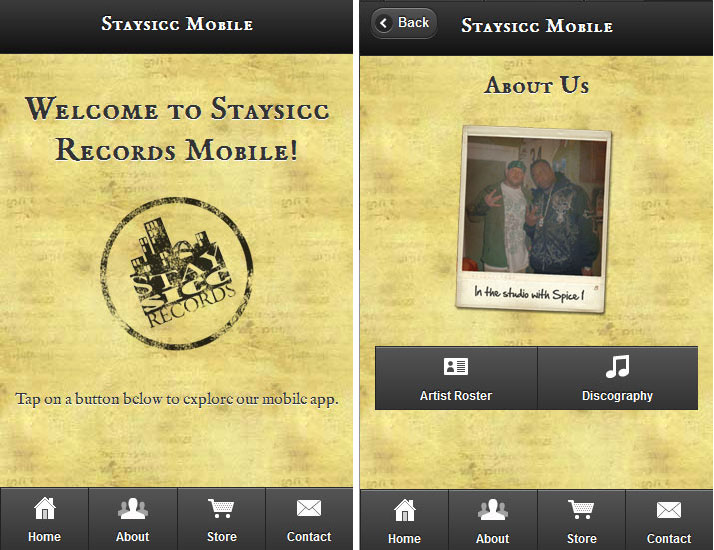 Staysicc Mobile
Welcome to Staysicc
Records Mobile!
STAY
SICC
RECORDS
Tap on a button below to explore our mobile app.
Home
About
Store
Contact
Back
Staysicc Mobile
About Us
In the studio with Spice 1
Artist Roster
Discography
Home
About
Store
Contact